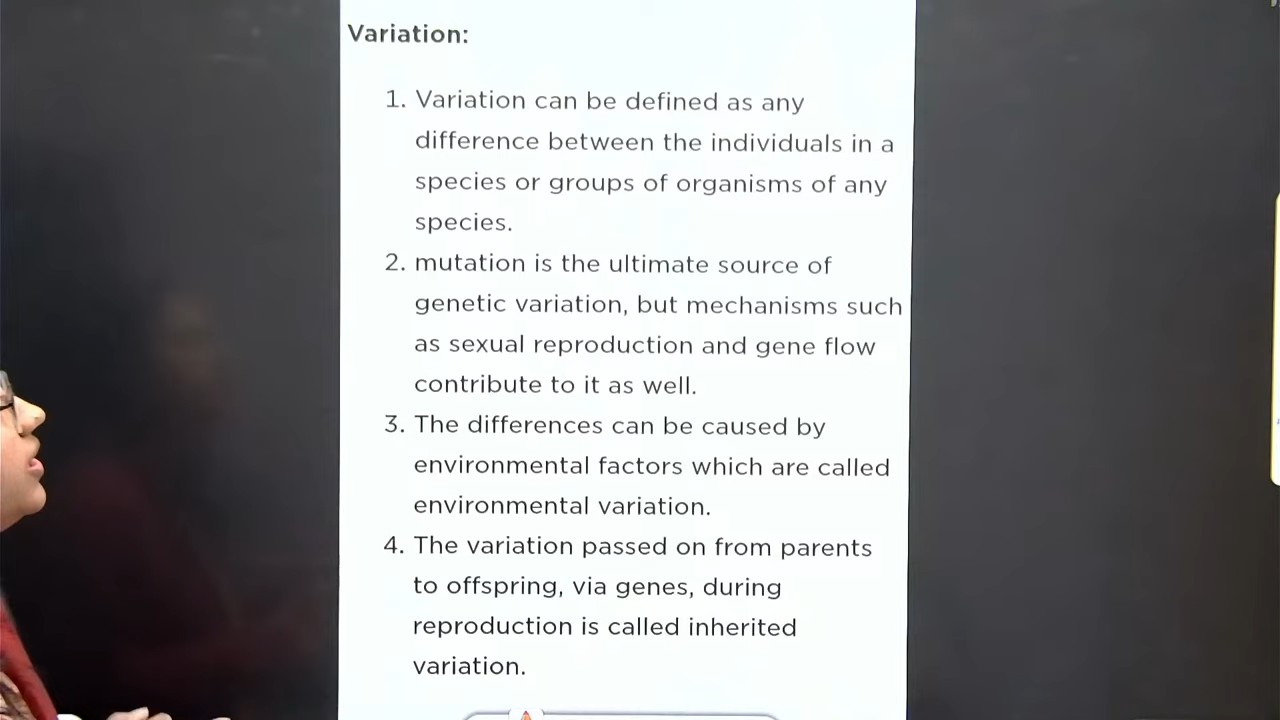 Variation:
1. Variation can be defined as any
difference between the individuals in a
species or groups of organisms of any
species.
2. mutation is the ultimate source of
genetic variation, but mechanisms such
as sexual reproduction and gene flow
contribute to it as well.
3. The differences can be caused by
environmental factors which are called
environmental variation.
4. The variation passed on from parents
to offspring, via genes, during
reproduction is called inherited
variation.